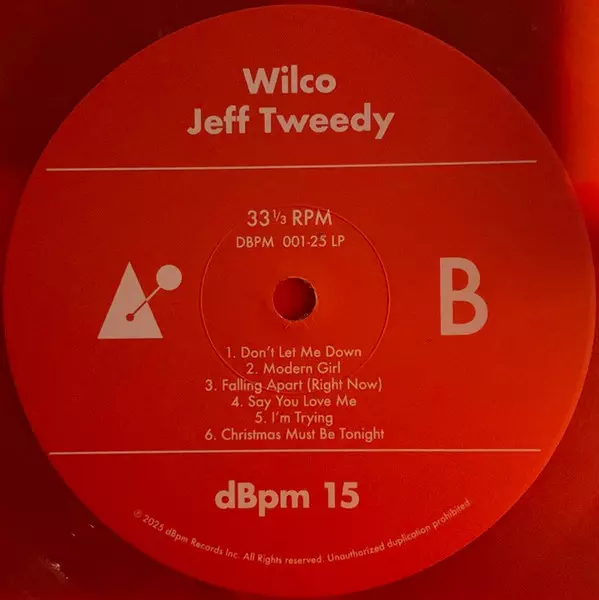 Wilco
Jeff Tweedy
33 1/3 RPM
DBPM 001-25 LP
B
1. Don't Let Me Down
2. Modern Girl
3. Falling Apart (Right Now)
4. Say You Love Me
5. I'm Trying
6. Christmas Must Be Tonight
dBpm 15
℗ 2025 dBpm Records Inc. All Rights reserved. Unauthorized duplication prohibited.